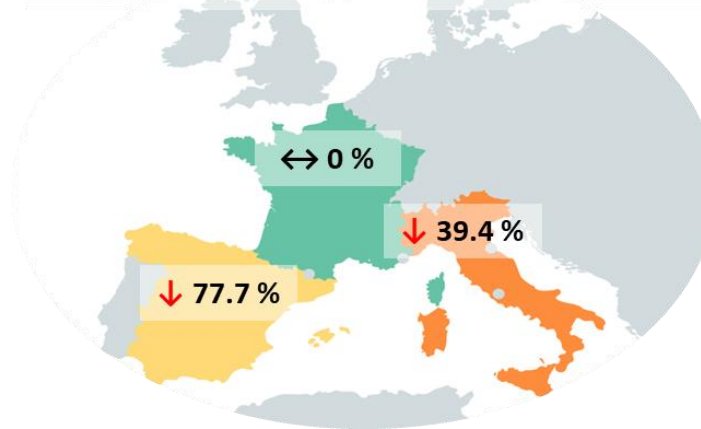 ↔ 0 %
↓ 39.4 %
↓ 77.7 %